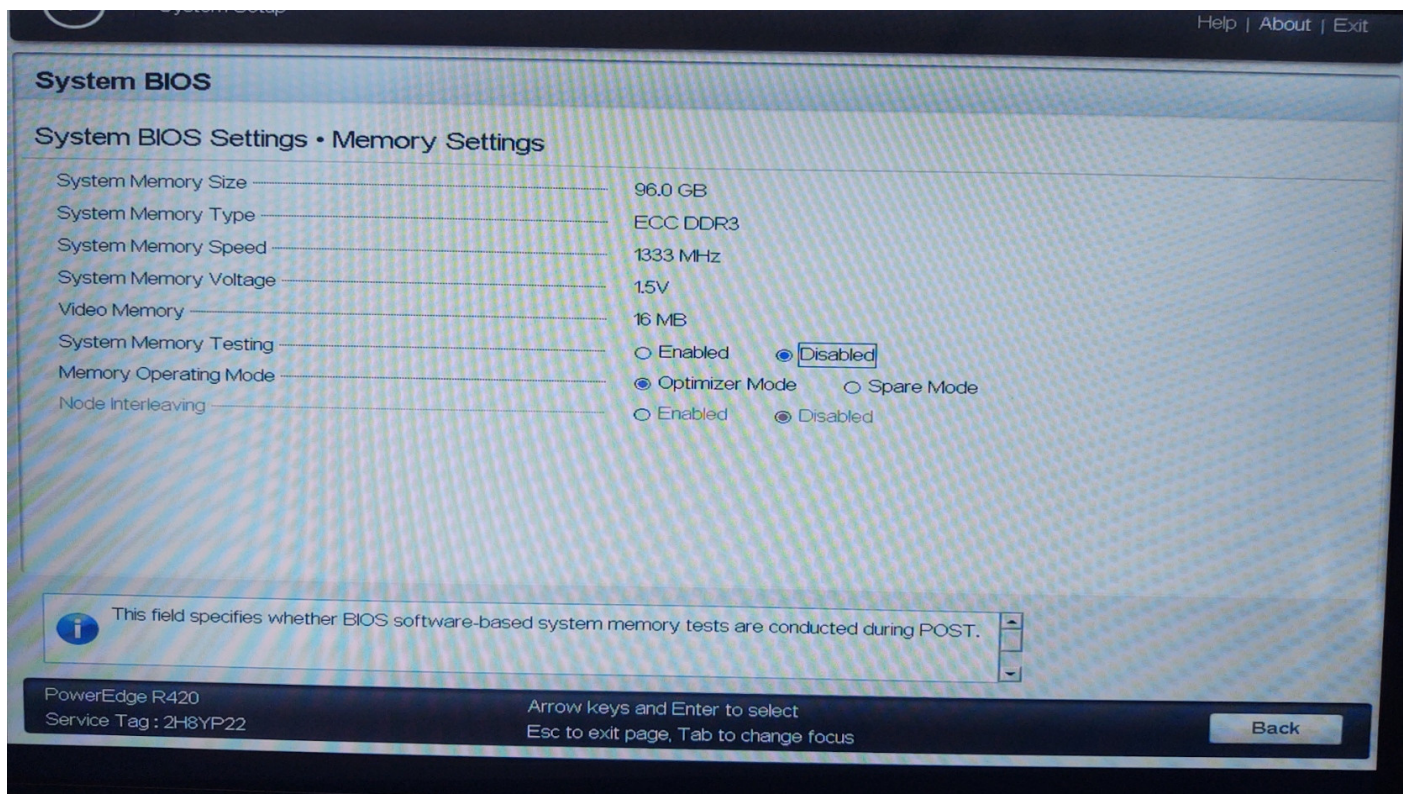 Help | About | Exit
System BIOS
System BIOS Settings • Memory Settings
System Memory Size 96.0 GB
System Memory Type ECC DDR3
System Memory Speed 1333 MHz
System Memory Voltage 1.5V
Video Memory 16 MB
System Memory Testing Enabled Disabled
Memory Operating Mode Optimizer Mode Spare Mode
Node Interleaving Enabled Disabled
This field specifies whether BIOS software-based system memory tests are conducted during POST.
PowerEdge R420
Service Tag : 2H8YP22
Arrow keys and Enter to select
Esc to exit page, Tab to change focus
Back